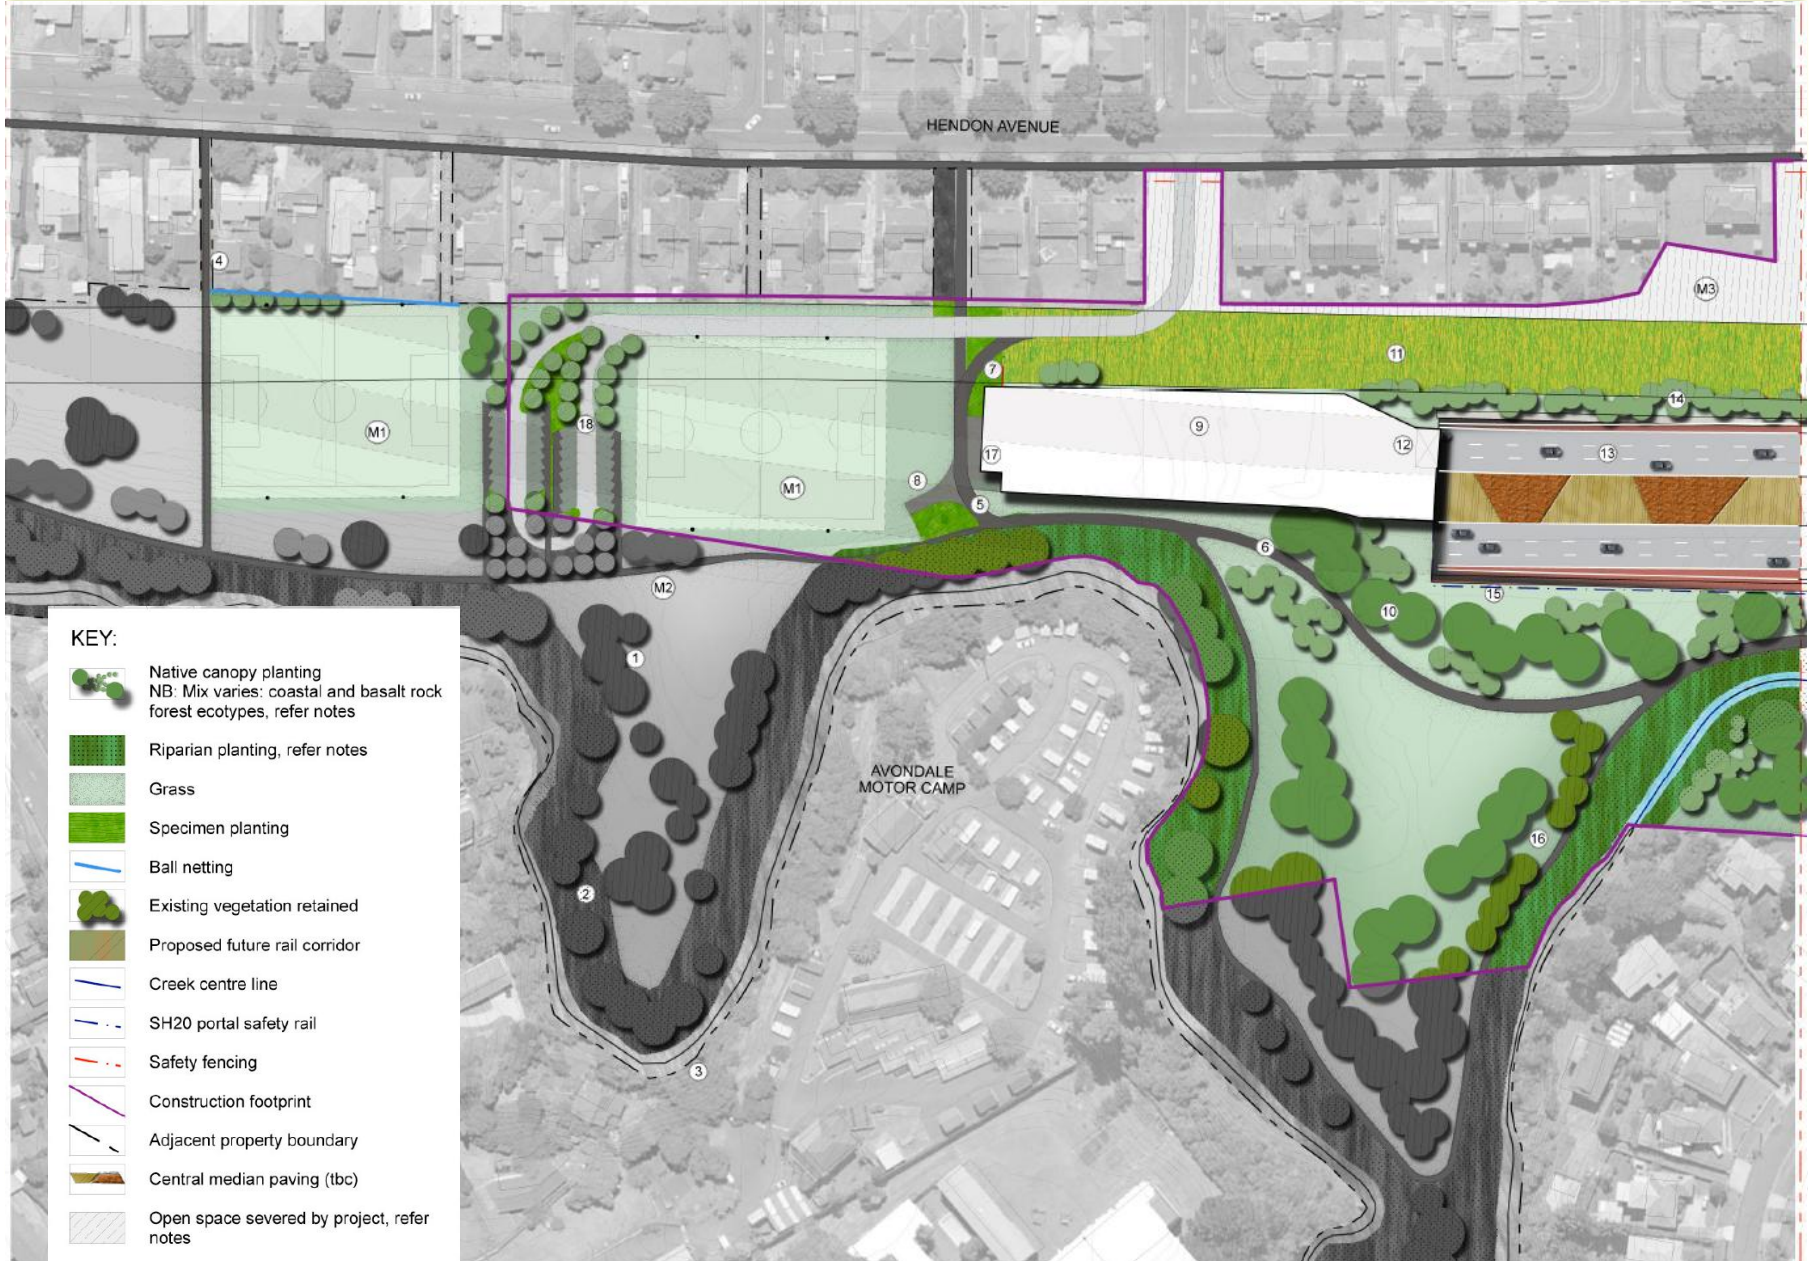 HENDON AVENUE
4
M3
11
7
14
18
9
M1
12
13
17
M1
8
5
6
M2
15
10
1
AVONDALE
MOTOR CAMP
16
2
3
KEY:
Native canopy planting
NB: Mix varies: coastal and basalt rock
forest ecotypes, refer notes
Riparian planting, refer notes
Grass
Specimen planting
Ball netting
Existing vegetation retained
Proposed future rail corridor
Creek centre line
SH20 portal safety rail
Safety fencing
Construction footprint
Adjacent property boundary
Central median paving (tbc)
Open space severed by project, refer
notes